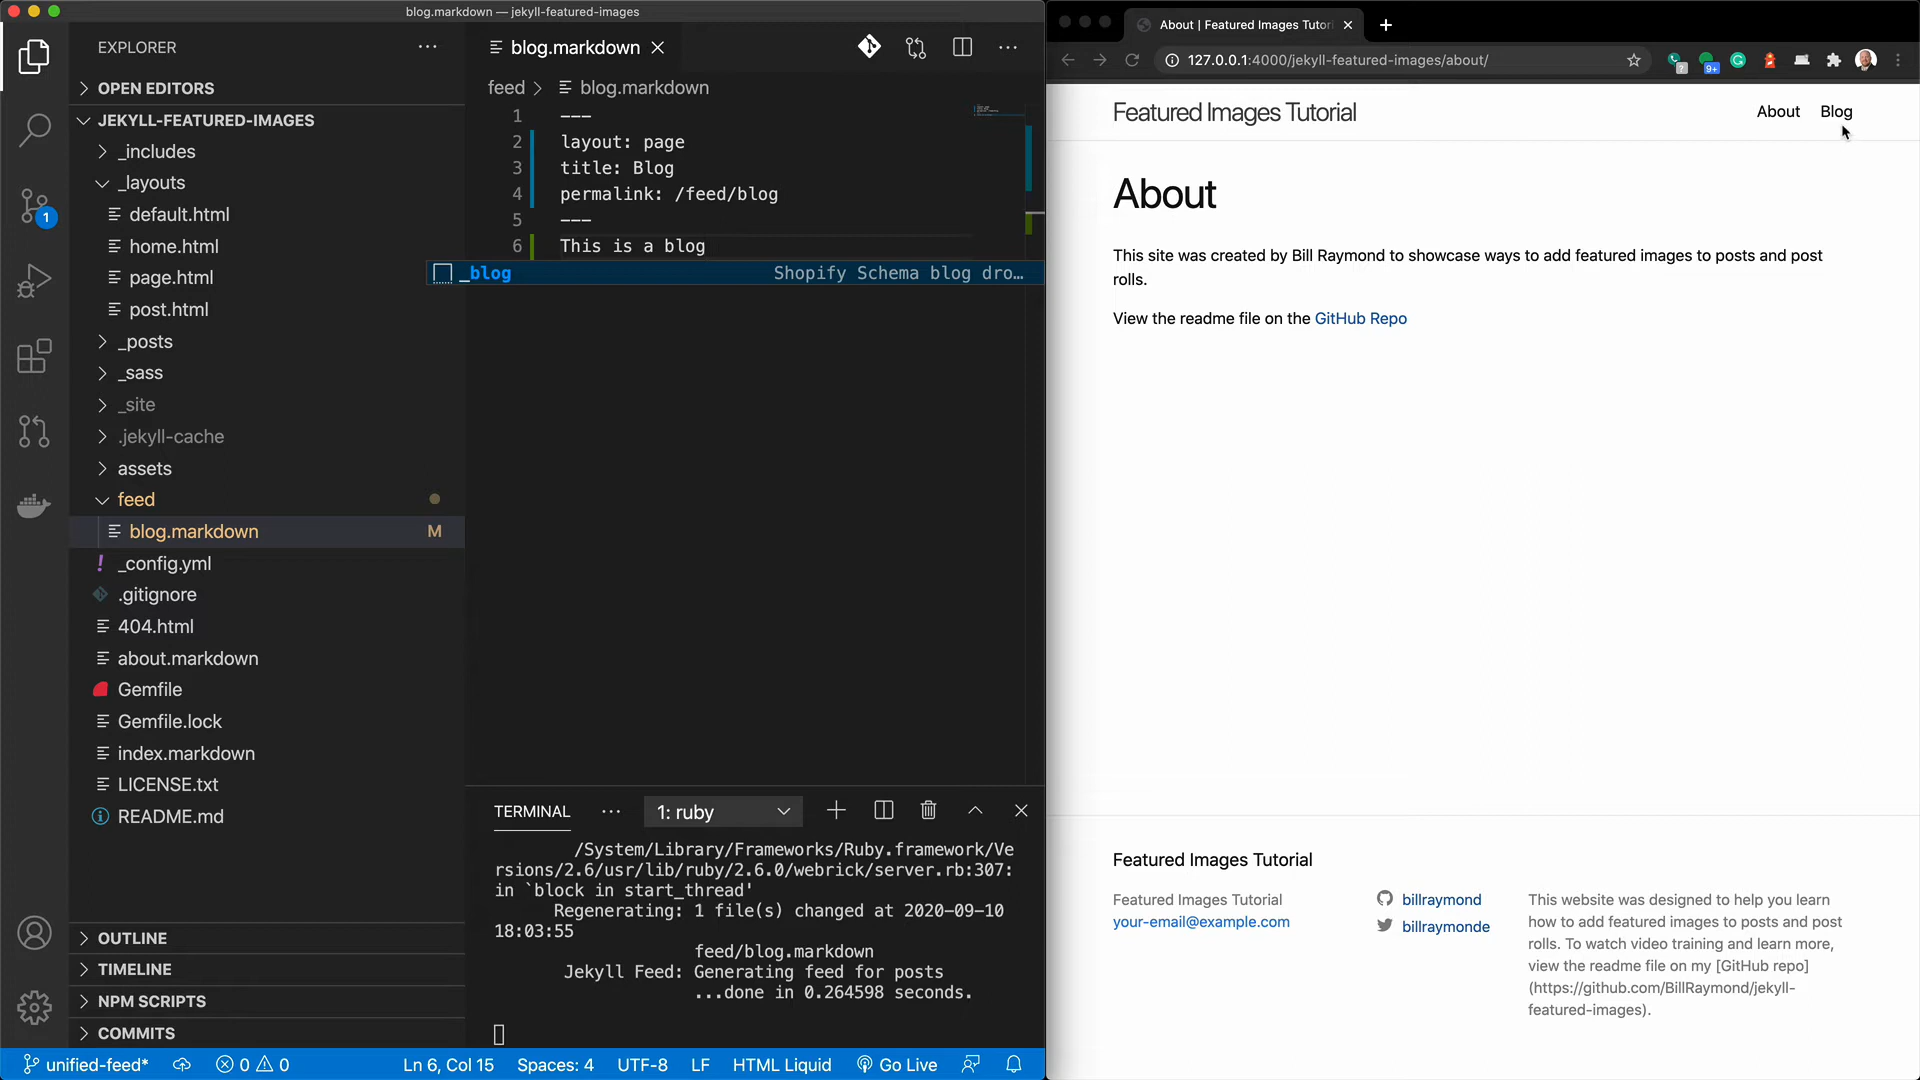 blog.markdown — jekyll-featured-images
EXPLORER
OPEN EDITORS
JEKYLL-FEATURED-IMAGES
_includes
_layouts
default.html
home.html
page.html
post.html
_posts
_sass
_site
.jekyll-cache
assets
feed
blog.markdown M
_config.yml
.gitignore
404.html
about.markdown
Gemfile
Gemfile.lock
index.markdown
LICENSE.txt
README.md
OUTLINE
TIMELINE
NPM SCRIPTS
COMMITS
1
blog.markdown
feed > blog.markdown
1 ---
2 layout: page
3 title: Blog
4 permalink: /feed/blog
5 ---
6 This is a blog
_blog Shopify Schema blog dro…
TERMINAL 1: ruby
/System/Library/Frameworks/Ruby.framework/Ve
rsions/2.6/usr/lib/ruby/2.6.0/webrick/server.rb:307:
in `block in start_thread'
Regenerating: 1 file(s) changed at 2020-09-10
18:03:55
feed/blog.markdown
Jekyll Feed: Generating feed for posts
...done in 0.264598 seconds.
unified-feed* 0 0 Ln 6, Col 15 Spaces: 4 UTF-8 LF HTML Liquid Go Live
About | Featured Images Tutor
127.0.0.1:4000/jekyll-featured-images/about/
?
9+
Featured Images Tutorial
About Blog
About
This site was created by Bill Raymond to showcase ways to add featured images to posts and post
rolls.
View the readme file on the GitHub Repo
Featured Images Tutorial
Featured Images Tutorial
your-email@example.com
billraymond
billraymonde
This website was designed to help you learn
how to add featured images to posts and post
rolls. To watch video training and learn more,
view the readme file on my [GitHub repo]
(https://github.com/BillRaymond/jekyll-
featured-images).